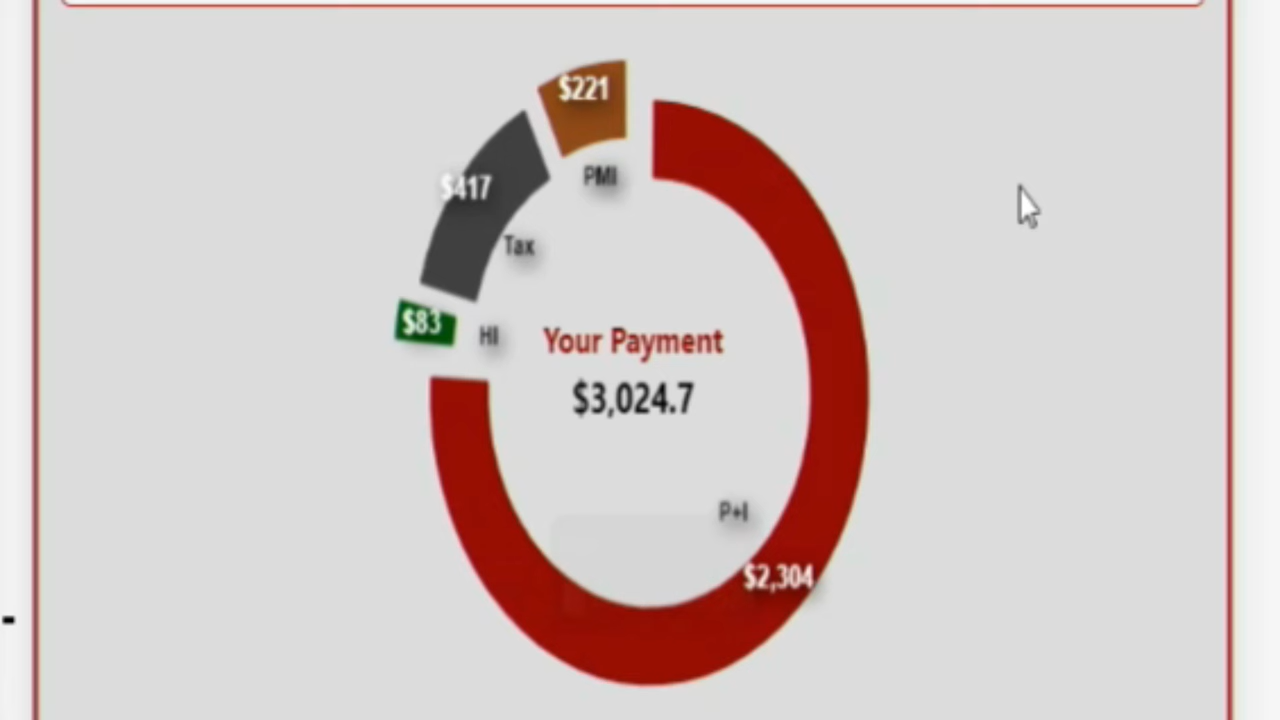 $221
PMI
$417
Tax
$83
HI
Your Payment
$3,024.7
P+I
$2,304